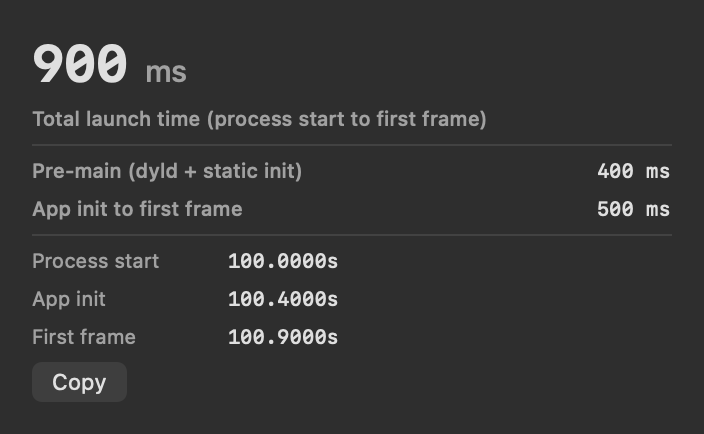 900 ms
Total launch time (process start to first frame)
Pre-main (dyld + static init) 400 ms
App init to first frame 500 ms
Process start 100.0000s
App init 100.4000s
First frame 100.9000s
Copy